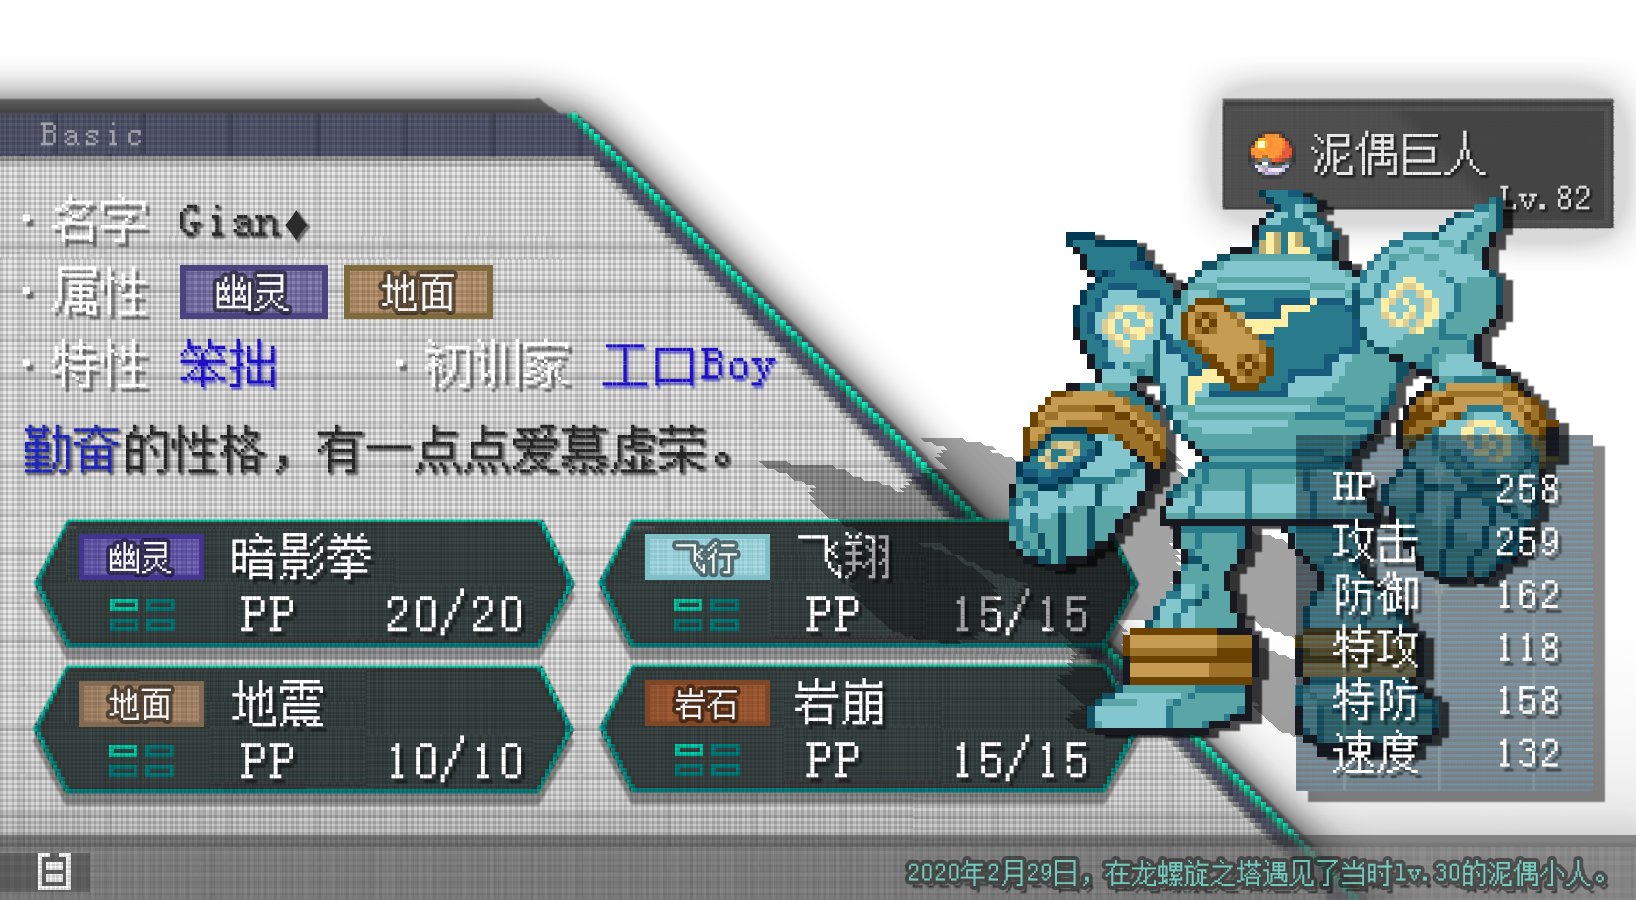 Basic
泥偶巨人
Lv.82
·名字 Gian♦
·属性 幽灵 地面
·特性 笨拙 ·初训家 工口Boy
勤奋的性格，有一点点爱慕虚荣。
幽灵 暗影拳
PP 20/20
飞行 飞翔
PP 15/15
地面 地震
PP 10/10
岩石 岩崩
PP 15/15
HP 258
攻击 259
防御 162
特攻 118
特防 158
速度 132
2020年2月29日，在龙螺旋之塔遇见了当时lv.30的泥偶小人。